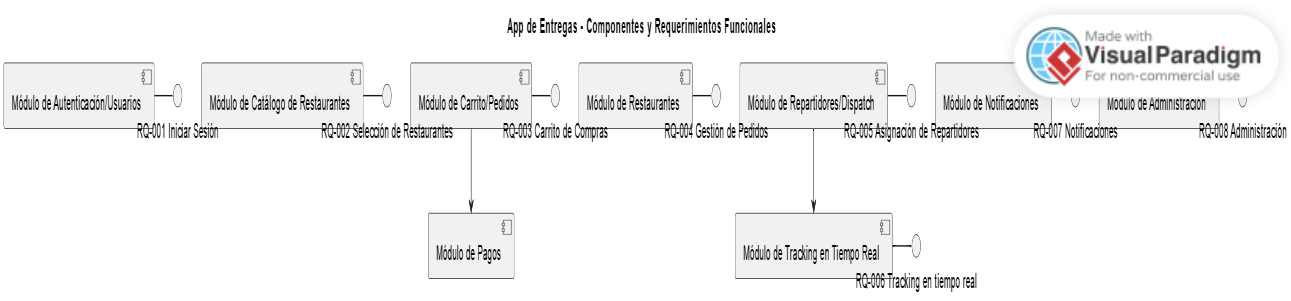 App de Entregas - Componentes y Requerimientos Funcionales
Made with
Visual Paradigm
For non-commercial use
Módulo de Autenticación/Usuarios
Módulo de Catálogo de Restaurantes
Módulo de Carrito/Pedidos
Módulo de Restaurantes
Módulo de Repartidores/Dispatch
Módulo de Notificaciones
Módulo de Administración
RQ-001 Iniciar Sesión
RQ-002 Selección de Restaurantes
RQ-003 Carrito de Compras
RQ-004 Gestión de Pedidos
RQ-005 Asignación de Repartidores
RQ-007 Notificaciones
RQ-008 Administración
Módulo de Pagos
Módulo de Tracking en Tiempo Real
RQ-006 Tracking en tiempo real